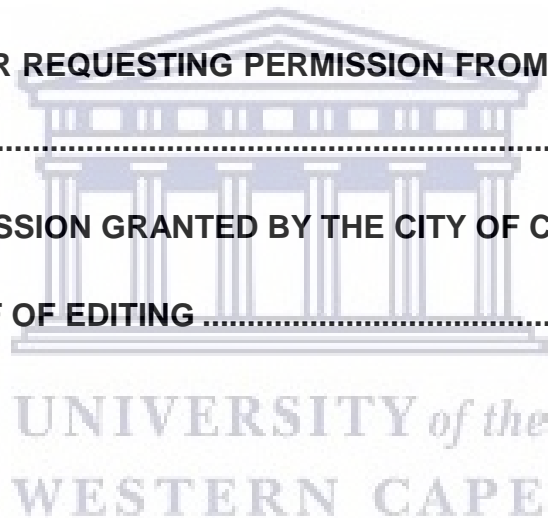 R REQUESTING PERMISSION FROM
..........................................................
SSION GRANTED BY THE CITY OF C
F OF EDITING ....................................
UNIVERSITY of the
WESTERN CAPE